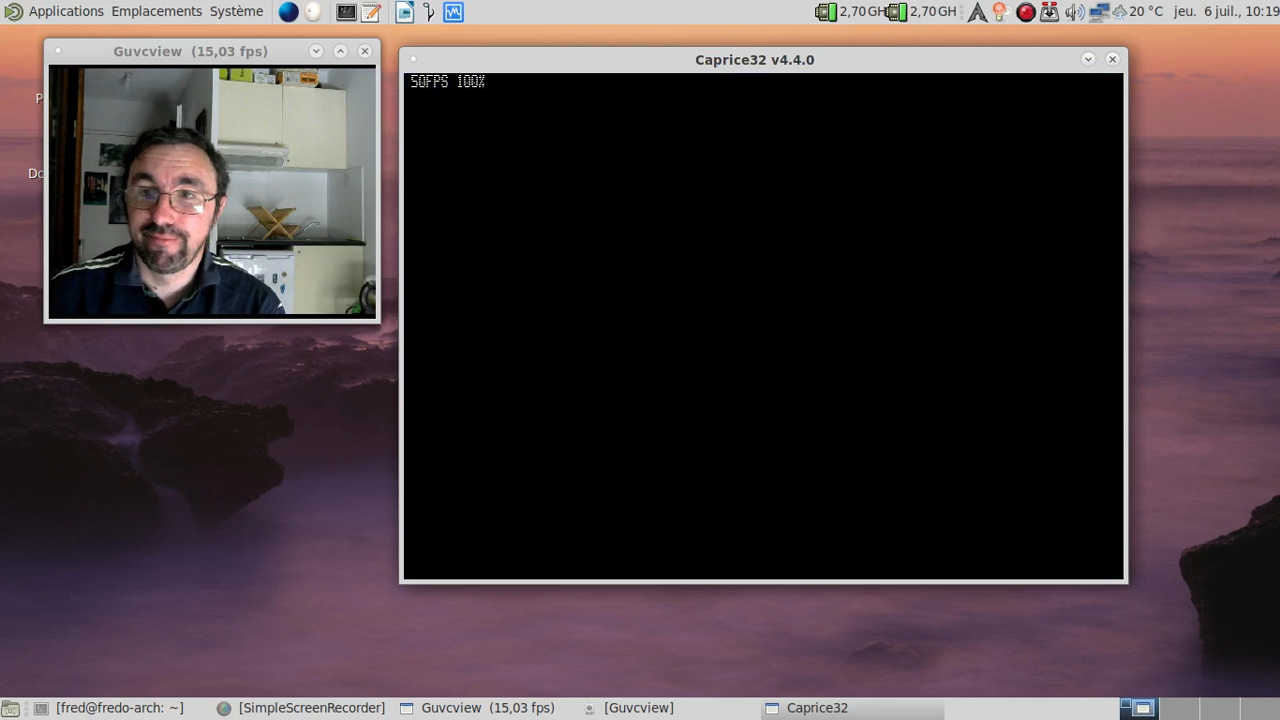 Applications Emplacements Système
2,70 GH 2,70 GH 20 °C jeu. 6 juil., 10:19
Guvcview (15,03 fps)
Caprice32 v4.4.0
50FPS 100%
[fred@fredo-arch: ~] [SimpleScreenRecorder] Guvcview (15,03 fps) [Guvcview] Caprice32